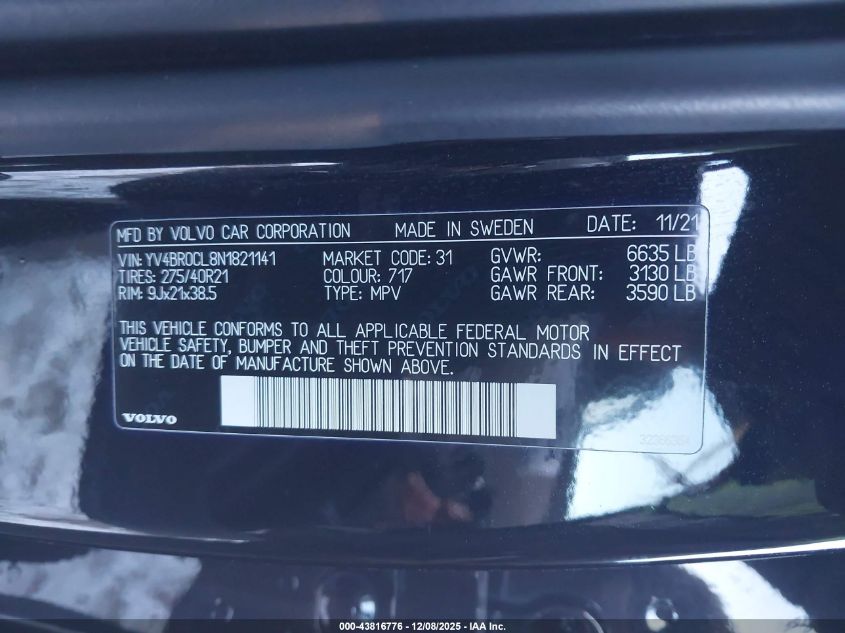 MFD BY VOLVO CAR CORPORATION MADE IN SWEDEN DATE: 11/21
VIN: YV4BR0CL8N1821141 MARKET CODE: 31 GVWR: 6635 LB
TIRES: 275/40R21 COLOUR: 717 GAWR FRONT: 3130 LB
RIM: 9Jx21x38.5 TYPE: MPV GAWR REAR: 3590 LB
THIS VEHICLE CONFORMS TO ALL APPLICABLE FEDERAL MOTOR
VEHICLE SAFETY, BUMPER AND THEFT PREVENTION STANDARDS IN EFFECT
ON THE DATE OF MANUFACTURE SHOWN ABOVE.
VOLVO
000-43816776 - 12/08/2025 - IAA Inc.